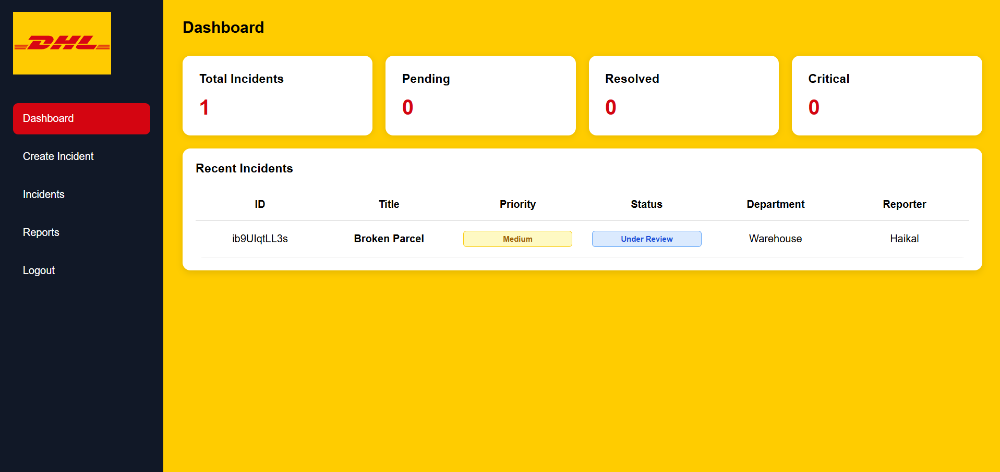 DHL
Dashboard
Create Incident
Incidents
Reports
Logout
Dashboard
Total Incidents
1
Pending
0
Resolved
0
Critical
0
Recent Incidents
ID Title Priority Status Department Reporter
ib9UIqtLL3s Broken Parcel Medium Under Review Warehouse Haikal